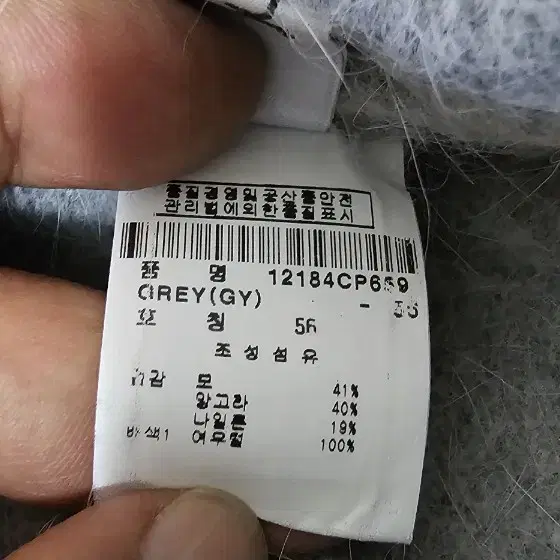 품질경영및공산품안전
관리법에의한품질표시
품 명 12184CP659
GREY(GY) - 55
호 칭 55
조성섬유
겉감 모 41%
앙고라 40%
나일론 19%
배색1 여우털 100%